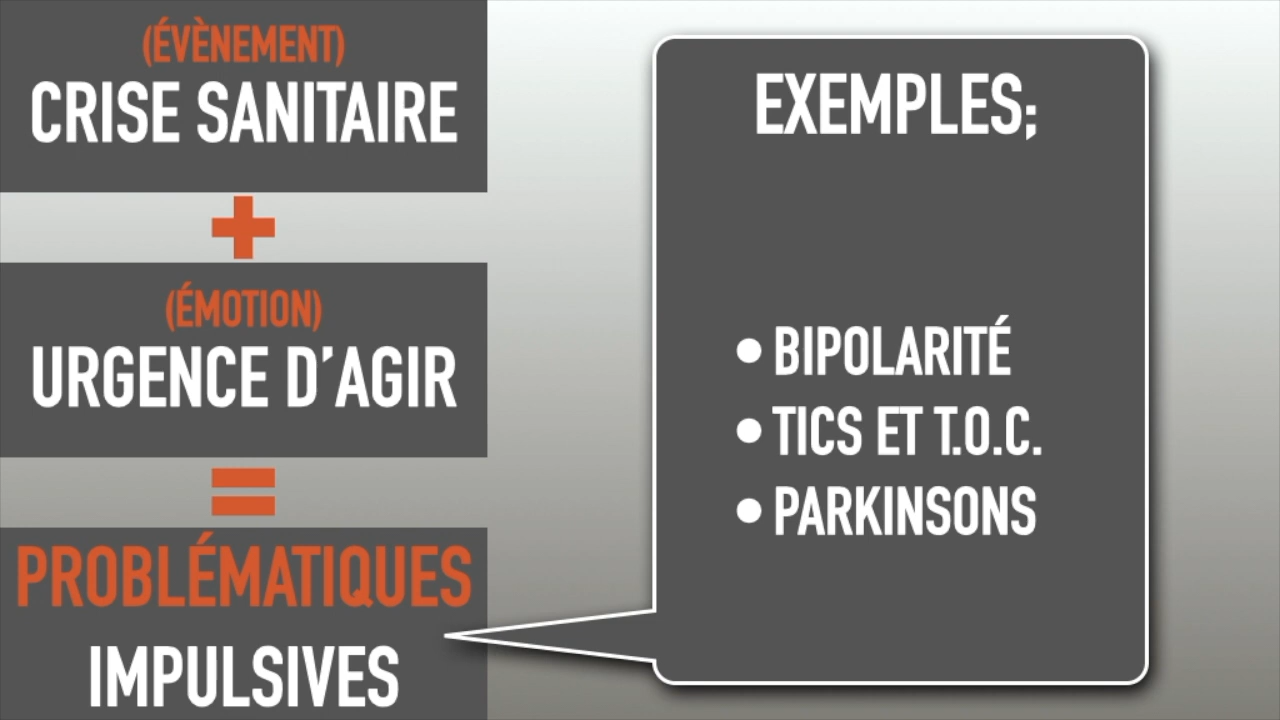 (ÉVÈNEMENT)
CRISE SANITAIRE
+
(ÉMOTION)
URGENCE D'AGIR
=
PROBLÉMATIQUES
IMPULSIVES
EXEMPLES;
• BIPOLARITÉ
• TICS ET T.O.C.
• PARKINSONS